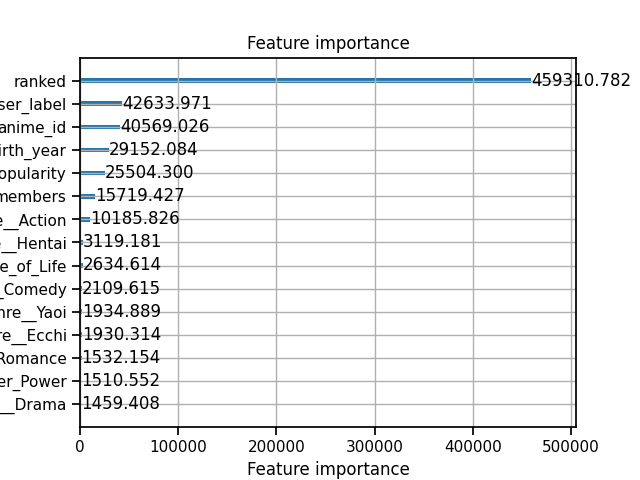 Feature importance
ranked 459310.782
ser_label 42633.971
anime_id 40569.026
irth_year 29152.084
opularity 25504.300
members 15719.427
e__Action 10185.826
e__Hentai 3119.181
e_of_Life 2634.614
_Comedy 2109.615
nre__Yaoi 1934.889
re__Ecchi 1930.314
Romance 1532.154
er_Power 1510.552
__Drama 1459.408
0 100000 200000 300000 400000 500000
Feature importance